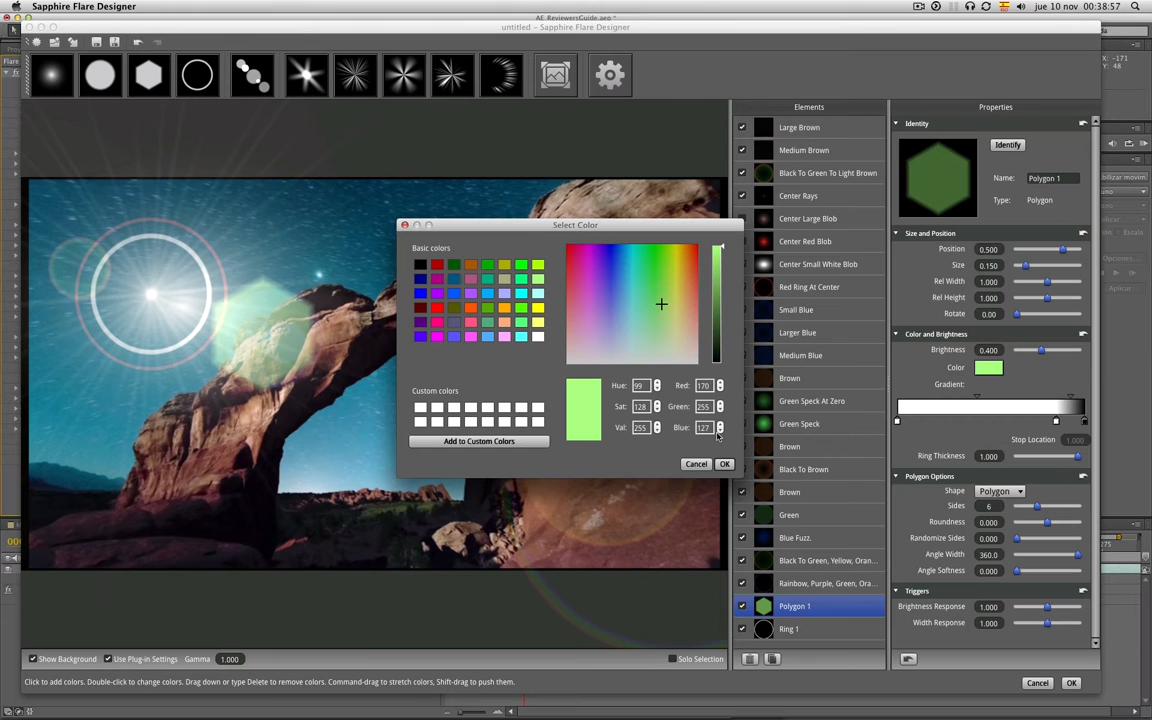 Sapphire Flare Designer
jue 10 nov 00:38:57
AE_ReviewersGuide.aep *
untitled – Sapphire Flare Designer
Flare
X: -171
Y: 48
Elements
Properties
Large Brown
Medium Brown
Black To Green To Light Brown
Center Rays
Center Large Blob
Center Red Blob
Center Small White Blob
Red Ring At Center
Small Blue
Larger Blue
Medium Blue
Brown
Green Speck At Zero
Green Speck
Brown
Black To Brown
Brown
Green
Blue Fuzz.
Black To Green, Yellow, Oran...
Rainbow, Purple, Green, Ora...
Polygon 1
Ring 1
Identity
Identify
Name: Polygon 1
Type: Polygon
Size and Position
Position 0.500
Size 0.150
Rel Width 1.000
Rel Height 1.000
Rotate 0.00
Color and Brightness
Brightness 0.400
Color
Gradient:
Stop Location 1.000
Ring Thickness 1.000
Polygon Options
Shape Polygon
Sides 6
Roundness 0.000
Randomize Sides 0.000
Angle Width 360.0
Angle Softness 0.000
Triggers
Brightness Response 1.000
Width Response 1.000
Select Color
Basic colors
Custom colors
Add to Custom Colors
Hue: 99 Red: 170
Sat: 128 Green: 255
Val: 255 Blue: 127
Cancel OK
Show Background Use Plug-in Settings Gamma 1.000
Solo Selection
Click to add colors. Double-click to change colors. Drag down or type Delete to remove colors. Command-drag to stretch colors, Shift-drag to push them.
Cancel OK